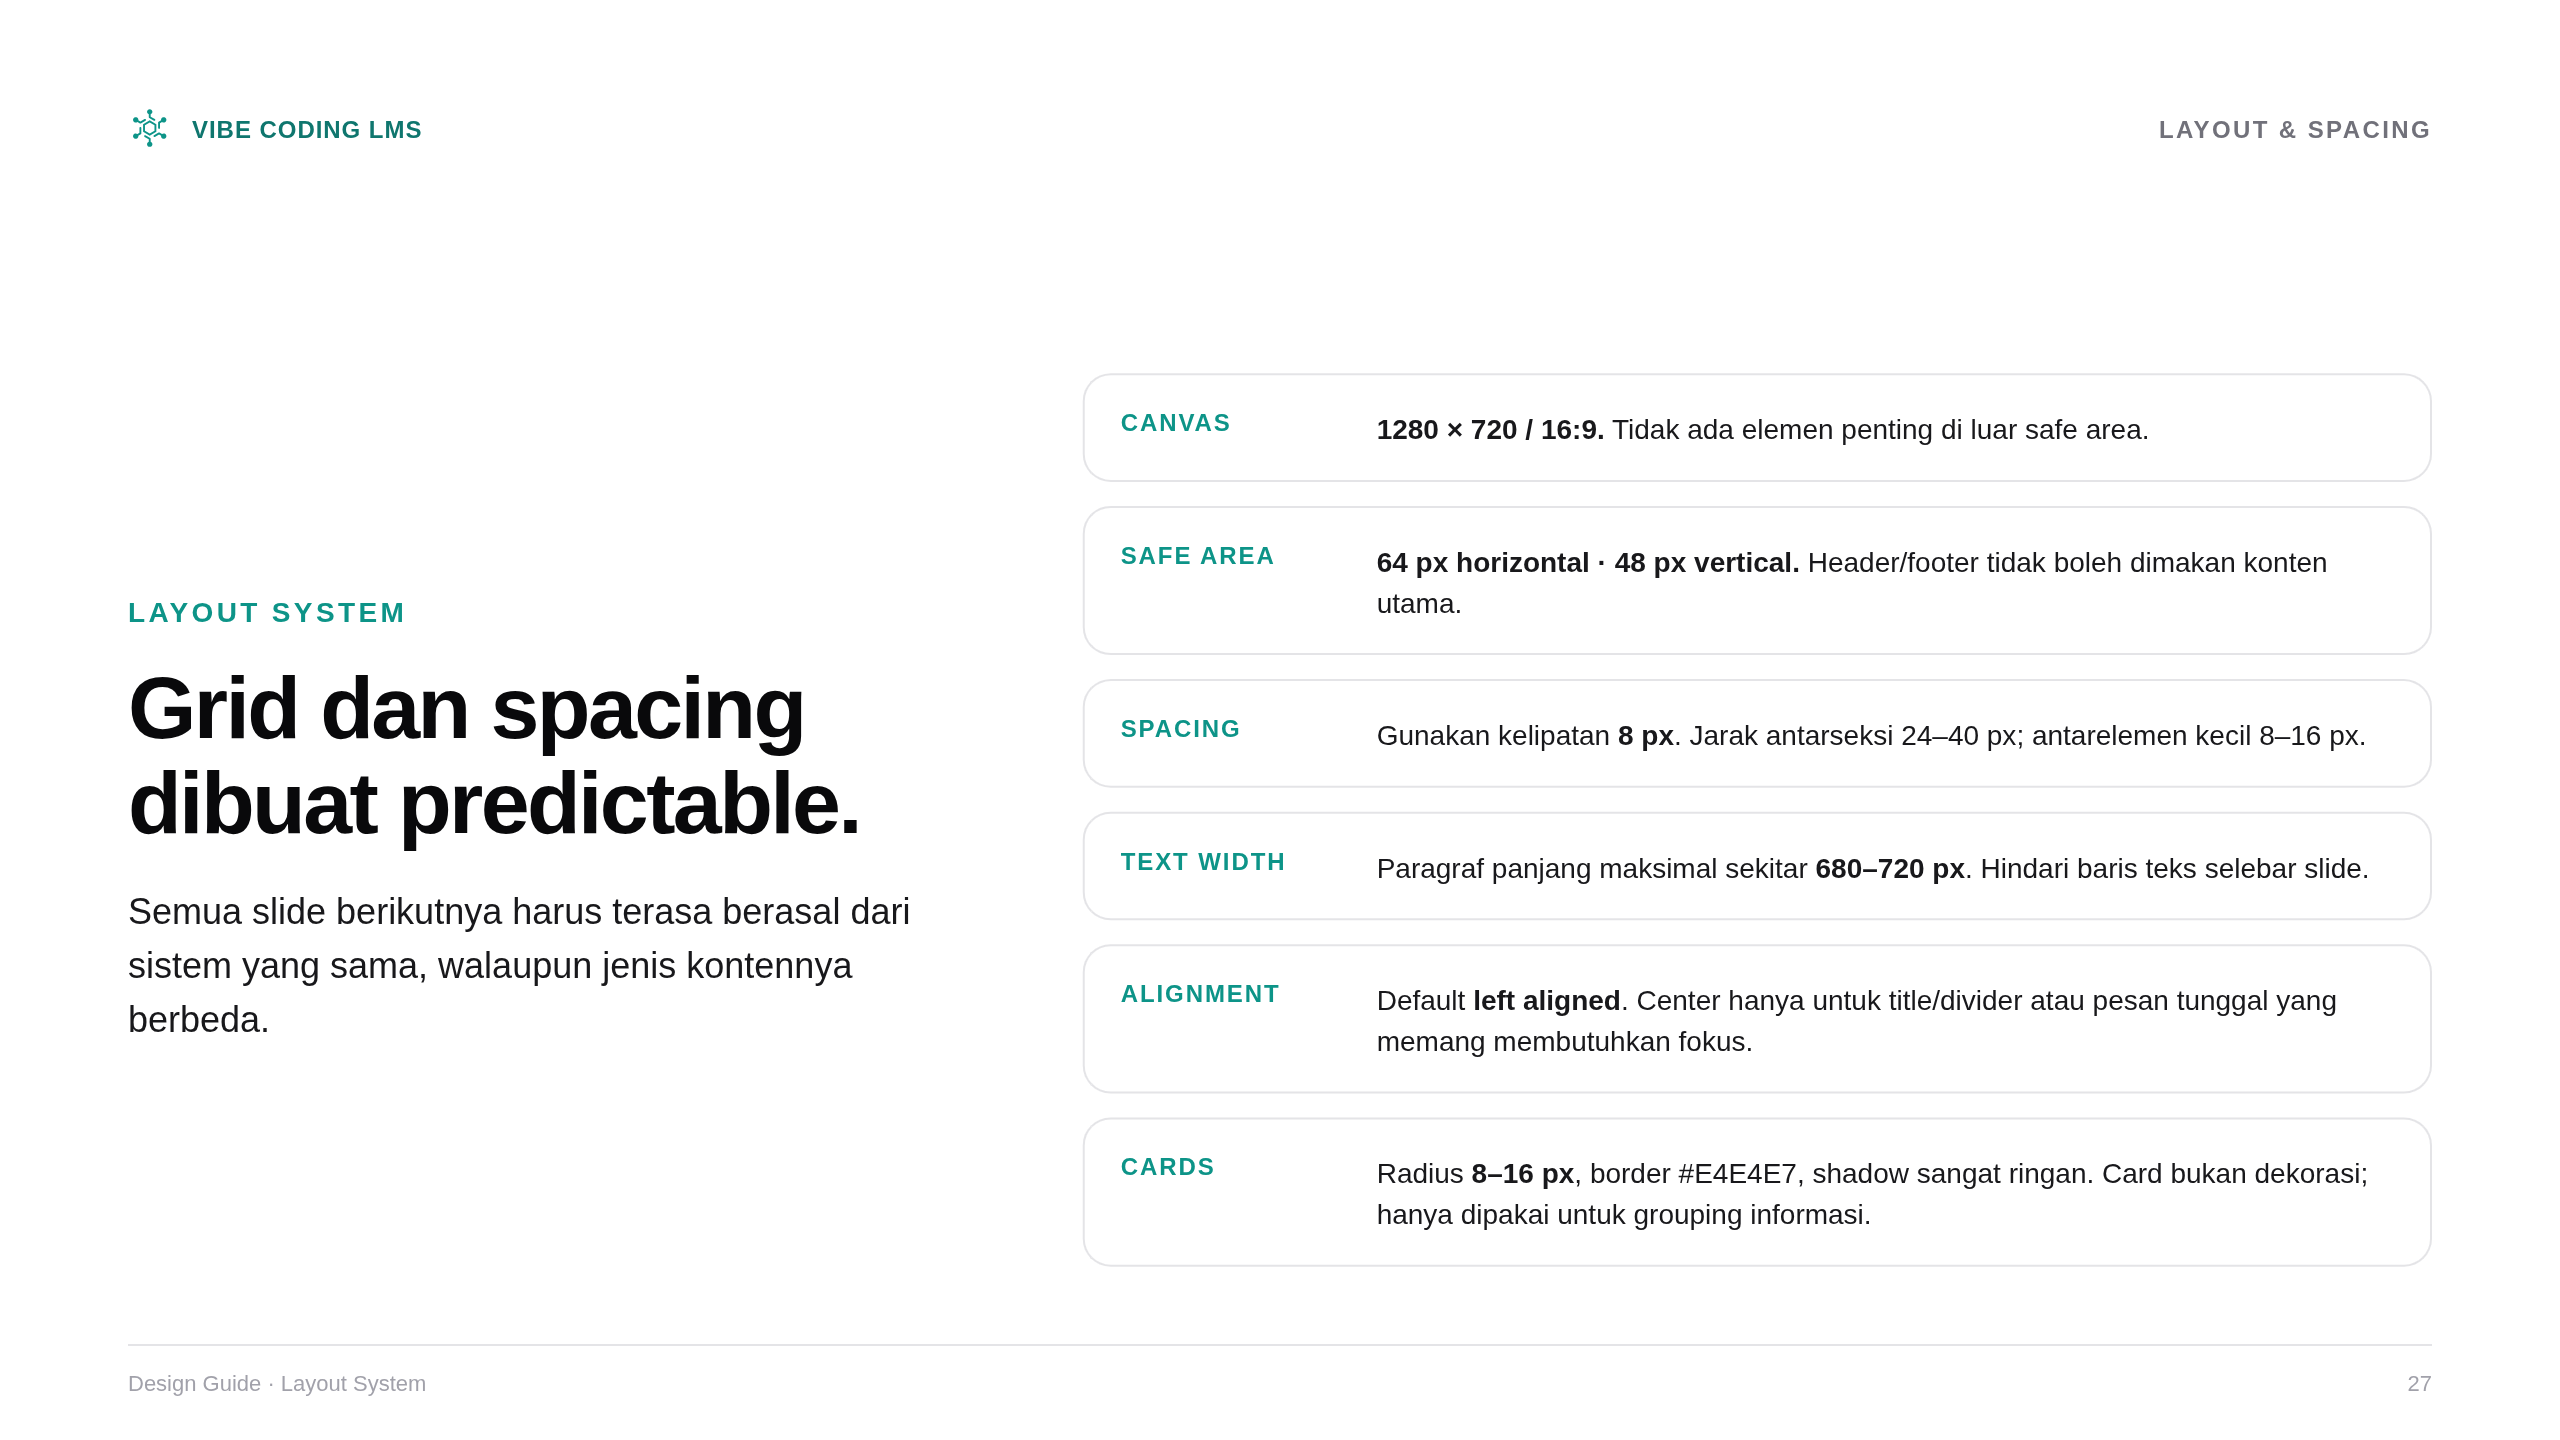 VIBE CODING LMS
LAYOUT & SPACING
LAYOUT SYSTEM
Grid dan spacing
dibuat predictable.
Semua slide berikutnya harus terasa berasal dari
sistem yang sama, walaupun jenis kontennya
berbeda.
CANVAS
1280 × 720 / 16:9. Tidak ada elemen penting di luar safe area.
SAFE AREA
64 px horizontal · 48 px vertical. Header/footer tidak boleh dimakan konten
utama.
SPACING
Gunakan kelipatan 8 px. Jarak antarseksi 24–40 px; antarelemen kecil 8–16 px.
TEXT WIDTH
Paragraf panjang maksimal sekitar 680–720 px. Hindari baris teks selebar slide.
ALIGNMENT
Default left aligned. Center hanya untuk title/divider atau pesan tunggal yang
memang membutuhkan fokus.
CARDS
Radius 8–16 px, border #E4E4E7, shadow sangat ringan. Card bukan dekorasi;
hanya dipakai untuk grouping informasi.
Design Guide · Layout System
27